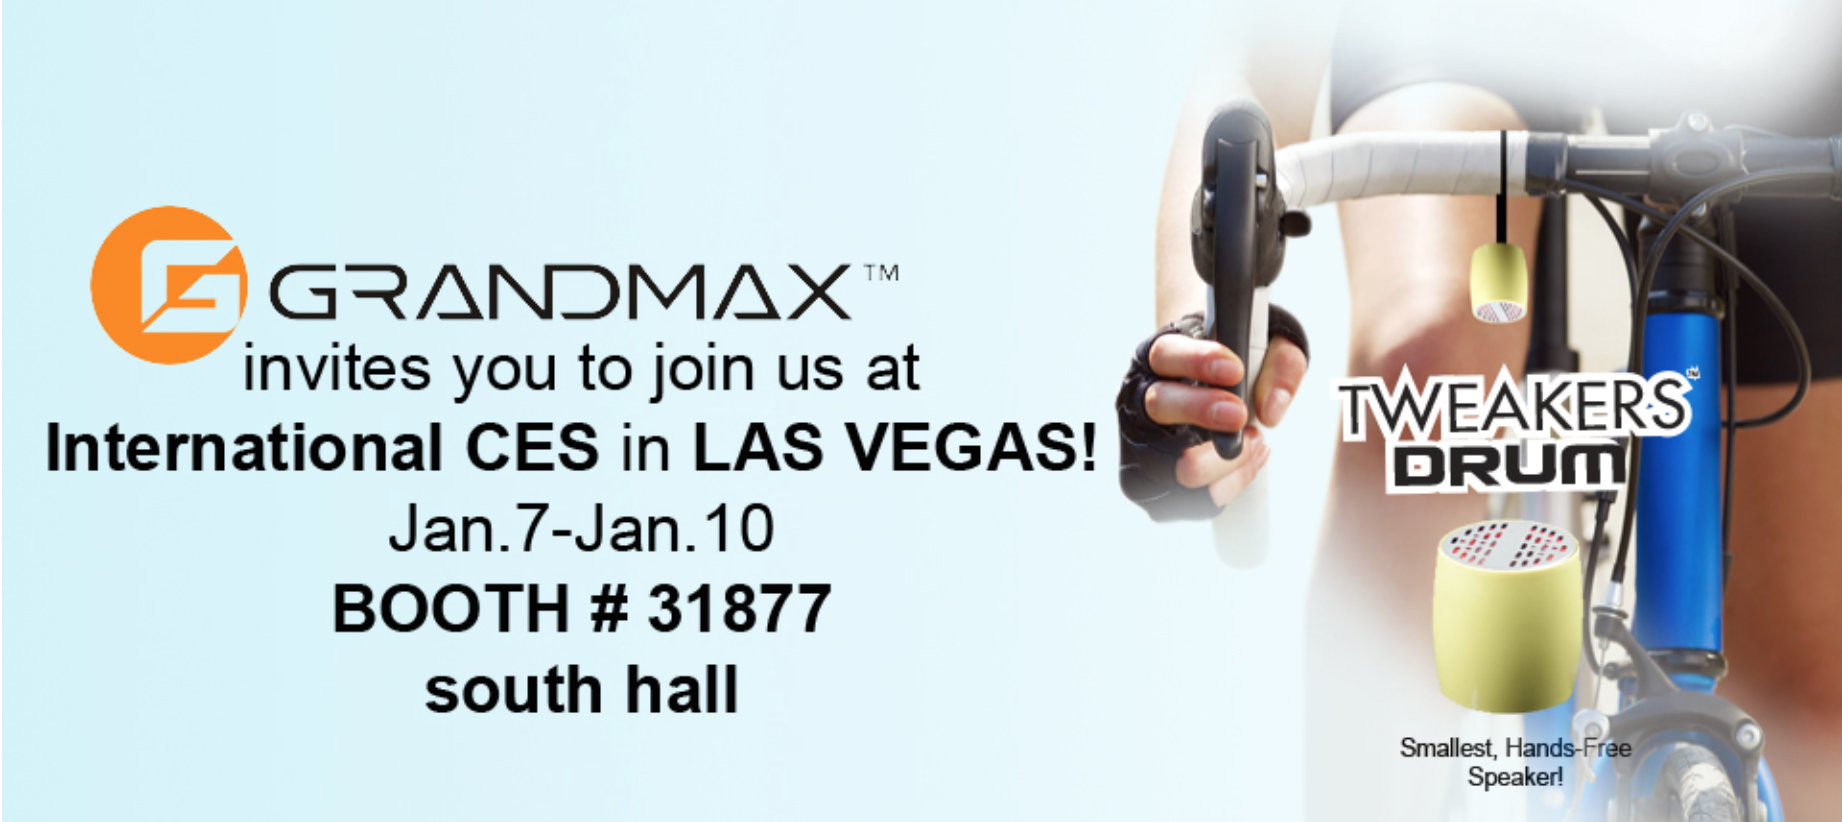 GRANDMAX™
invites you to join us at
International CES in LAS VEGAS!
Jan.7-Jan.10
BOOTH # 31877
south hall
TWEAKERS™
DRUM
Smallest, Hands-Free
Speaker!